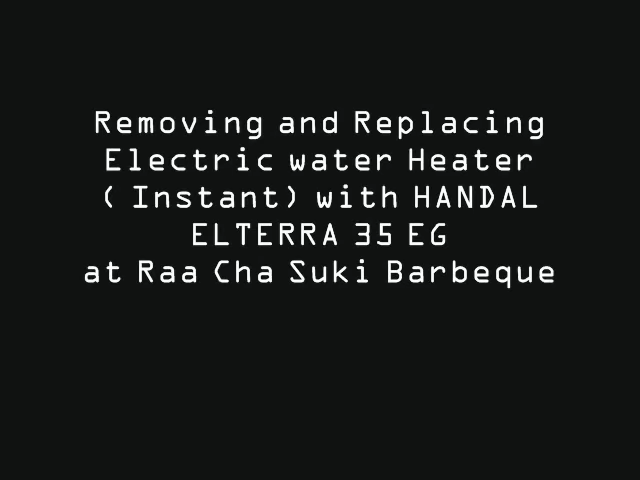 Removing and Replacing
Electric water Heater
( Instant) with HANDAL
ELTERRA 35 EG
at Raa Cha Suki Barbeque